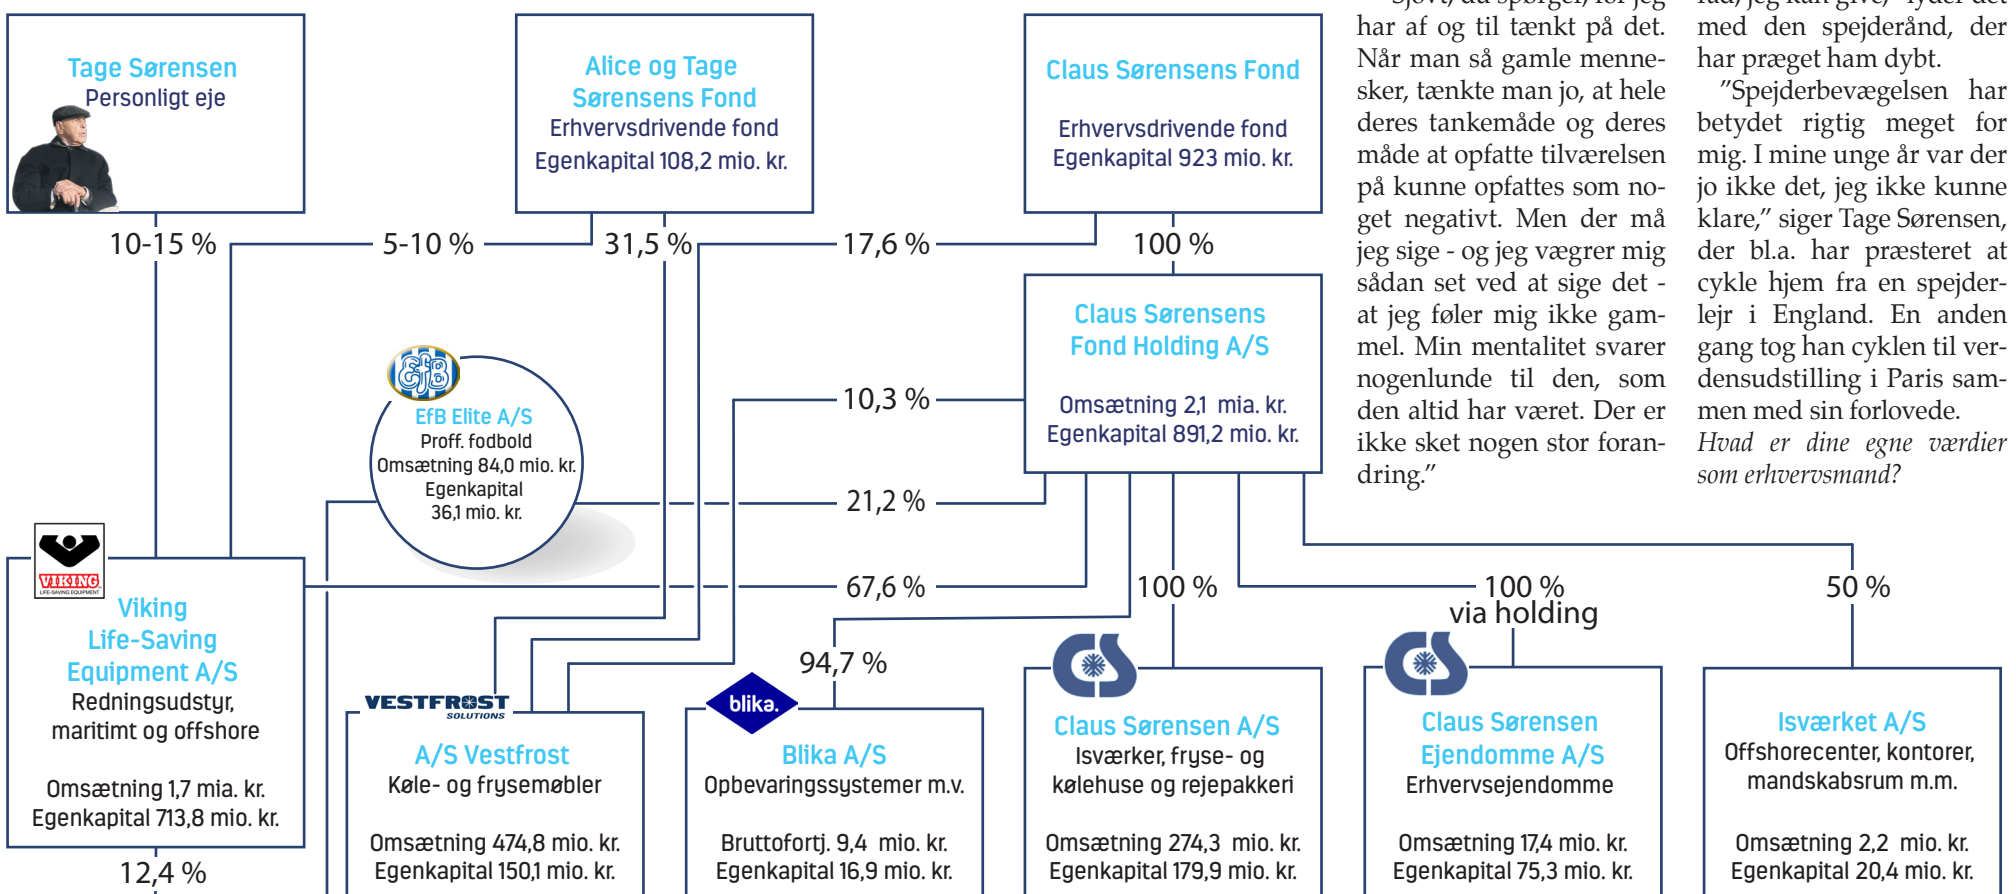 Tage Sørensen
Personligt eje
Alice og Tage
Sørensens Fond
Erhvervsdrivende fond
Egenkapital 108,2 mio. kr.
Claus Sørensens Fond
Erhvervsdrivende fond
Egenkapital 923 mio. kr.
10-15 %
5-10 %
31,5 %
17,6 %
100 %
Claus Sørensens
Fond Holding A/S
Omsætning 2,1 mia. kr.
Egenkapital 891,2 mio. kr.
EfB
EfB Elite A/S
Proff. fodbold
Omsætning 84,0 mio. kr.
Egenkapital
36,1 mio. kr.
10,3 %
21,2 %
67,6 %
100 %
100 %
via holding
50 %
94,7 %
VIKING
LIFE-SAVING EQUIPMENT
Viking
Life-Saving
Equipment A/S
Redningsudstyr,
maritimt og offshore
Omsætning 1,7 mia. kr.
Egenkapital 713,8 mio. kr.
12,4 %
VESTFROST
SOLUTIONS
A/S Vestfrost
Køle- og frysemøbler
Omsætning 474,8 mio. kr.
Egenkapital 150,1 mio. kr.
blika.
Blika A/S
Opbevaringssystemer m.v.
Bruttofortj. 9,4 mio. kr.
Egenkapital 16,9 mio. kr.
CS
Claus Sørensen A/S
Isværker, fryse- og
kølehuse og rejepakkeri
Omsætning 274,3 mio. kr.
Egenkapital 179,9 mio. kr.
CS
Claus Sørensen
Ejendomme A/S
Erhvervsejendomme
Omsætning 17,4 mio. kr.
Egenkapital 75,3 mio. kr.
Isværket A/S
Offshorecenter, kontorer,
mandskabsrum m.m.
Omsætning 2,2 mio. kr.
Egenkapital 20,4 mio. kr.
"Sjovt, du spørger, for jeg
har af og til tænkt på det.
Når man så gamle menne-
sker, tænkte man jo, at hele
deres tankemåde og deres
måde at opfatte tilværelsen
på kunne opfattes som no-
get negativt. Men der må
jeg sige - og jeg vægrer mig
sådan set ved at sige det -
at jeg føler mig ikke gam-
mel. Min mentalitet svarer
nogenlunde til den, som
den altid har været. Der er
ikke sket nogen stor foran-
dring."
jeg kan give," lyder det
med den spejderånd, der
har præget ham dybt.
"Spejderbevægelsen har
betydet rigtig meget for
mig. I mine unge år var der
jo ikke det, jeg ikke kunne
klare," siger Tage Sørensen,
der bl.a. har præsteret at
cykle hjem fra en spejder-
lejr i England. En anden
gang tog han cyklen til ver-
densudstilling i Paris sam-
men med sin forlovede.
Hvad er dine egne værdier
som erhvervsmand?